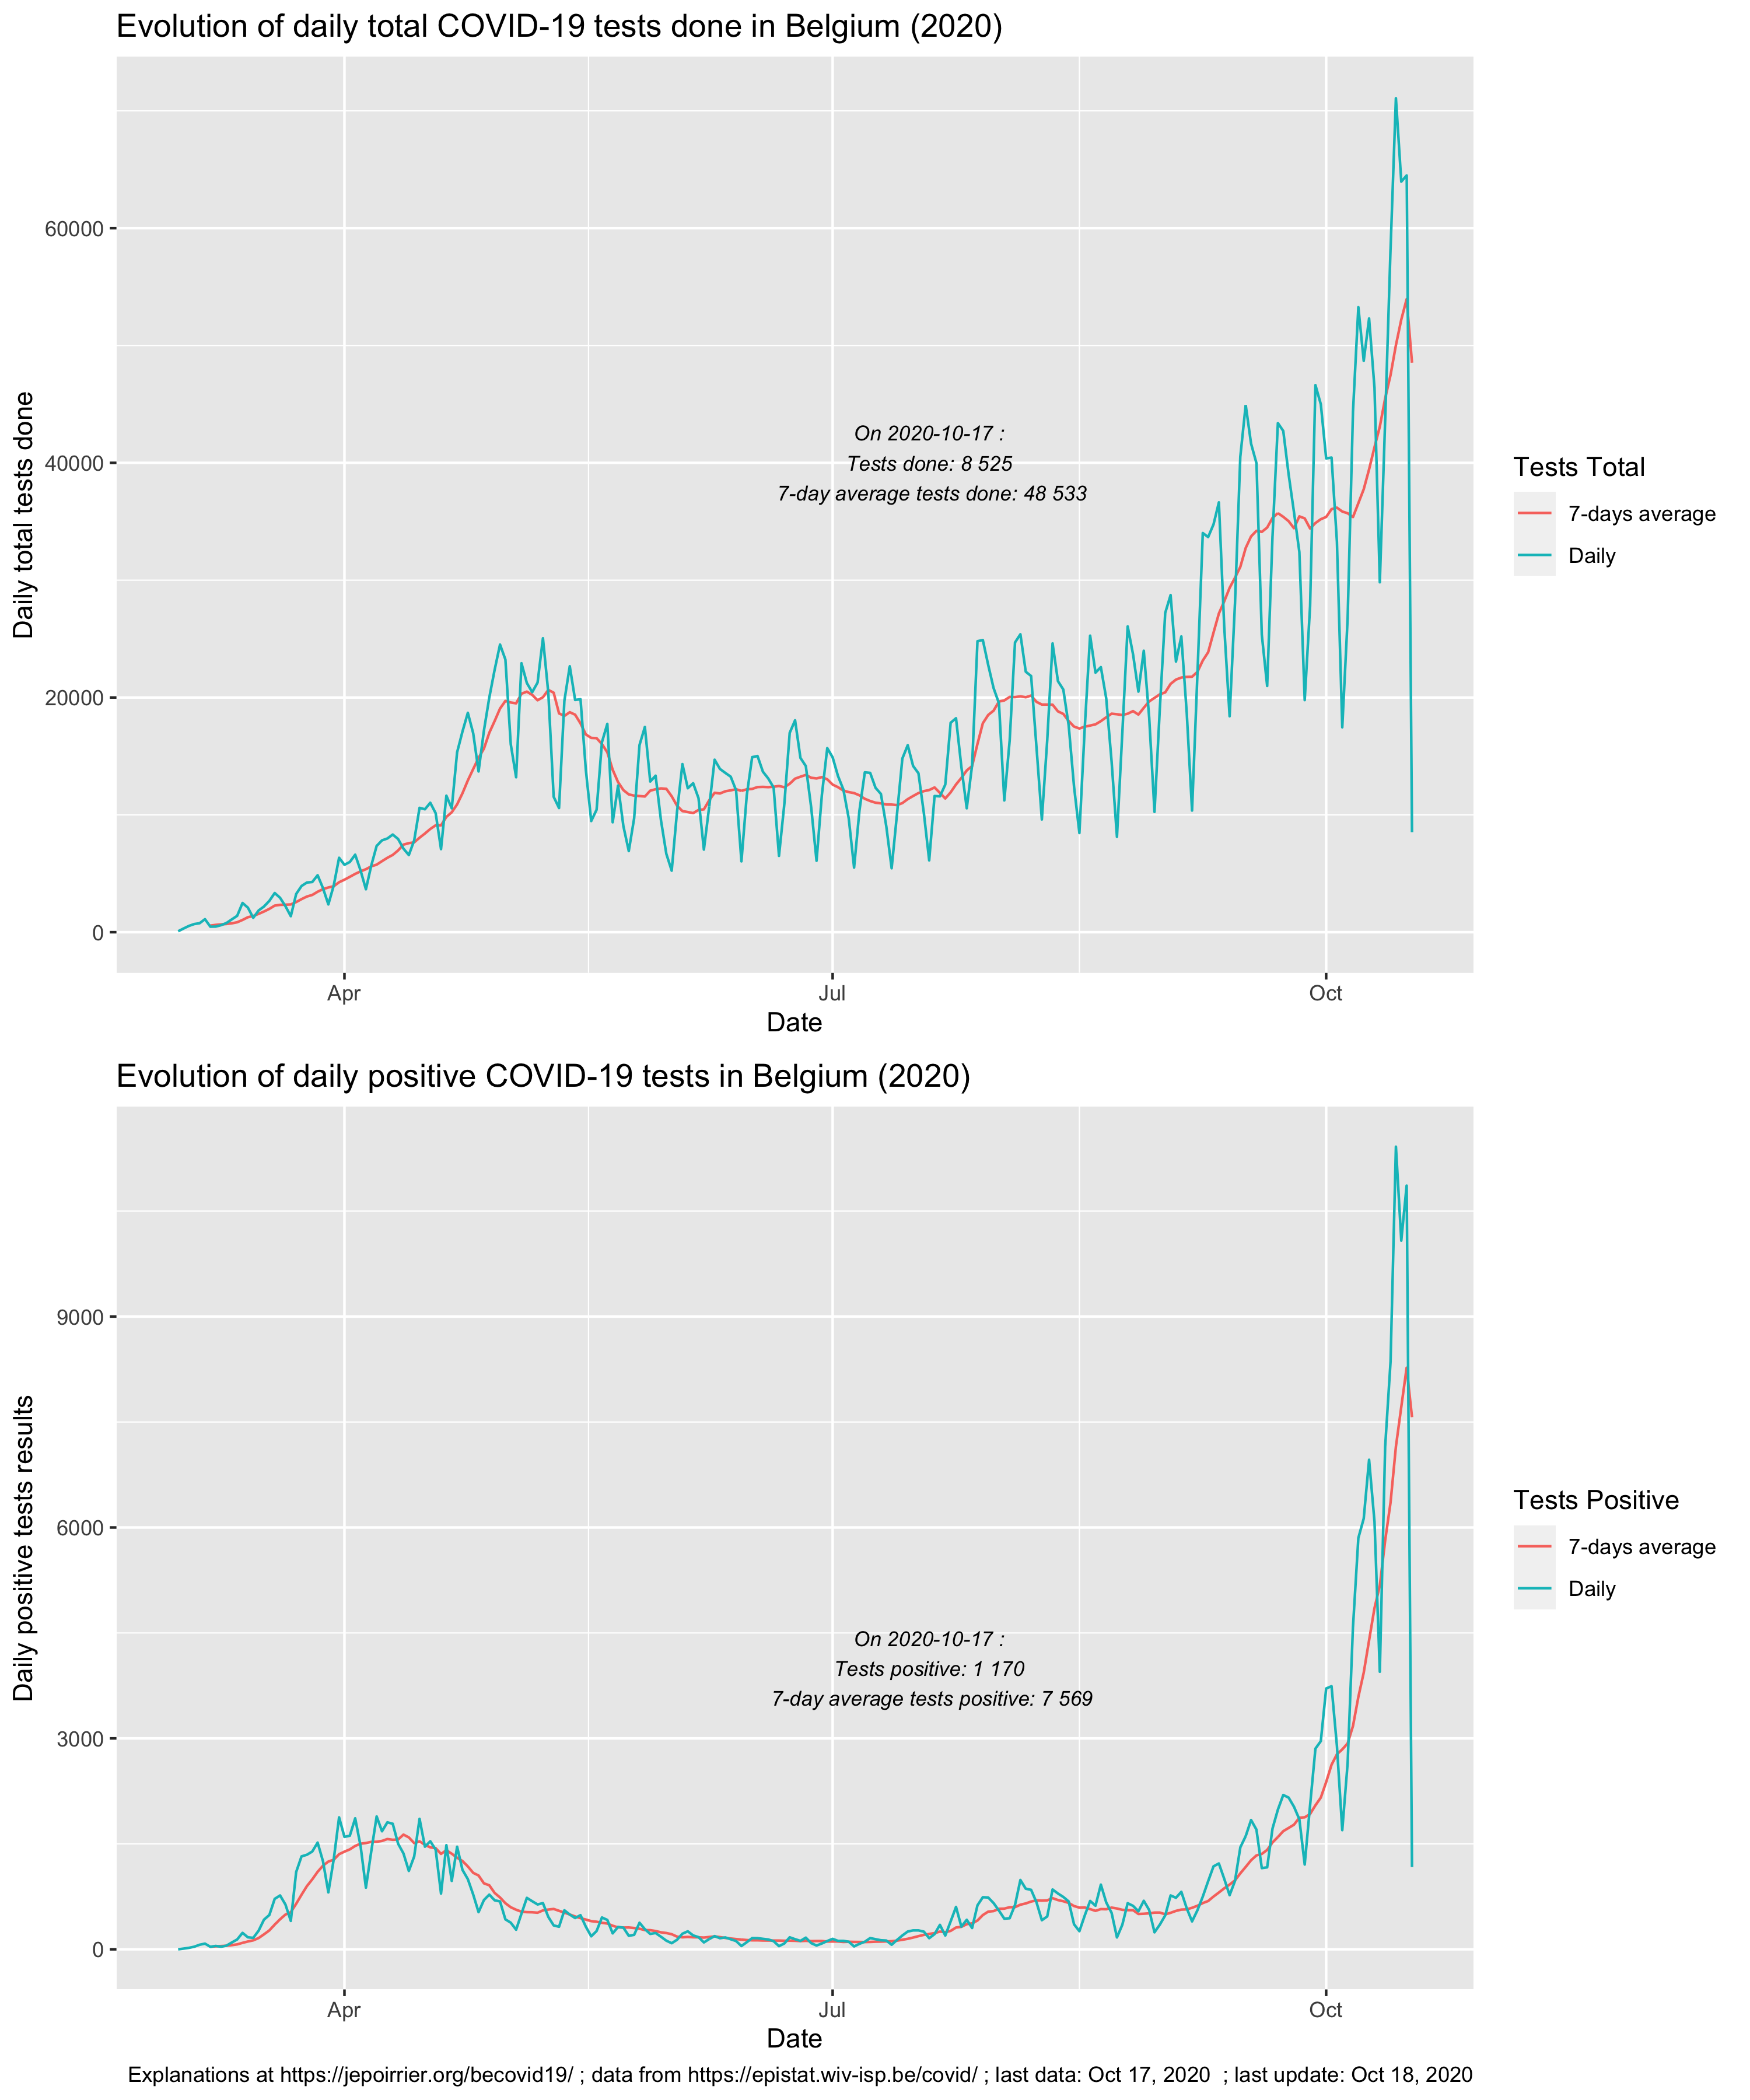 Evolution of daily total COVID-19 tests done in Belgium (2020)
Daily total tests done
60000
40000
20000
0
On 2020-10-17 :
Tests done: 8 525
7-day average tests done: 48 533
Apr
Jul
Oct
Date
Tests Total
7-days average
Daily
Evolution of daily positive COVID-19 tests in Belgium (2020)
Daily positive tests results
9000
6000
3000
0
On 2020-10-17 :
Tests positive: 1 170
7-day average tests positive: 7 569
Apr
Jul
Oct
Date
Tests Positive
7-days average
Daily
Explanations at https://jepoirrier.org/becovid19/ ; data from https://epistat.wiv-isp.be/covid/ ; last data: Oct 17, 2020  ; last update: Oct 18, 2020